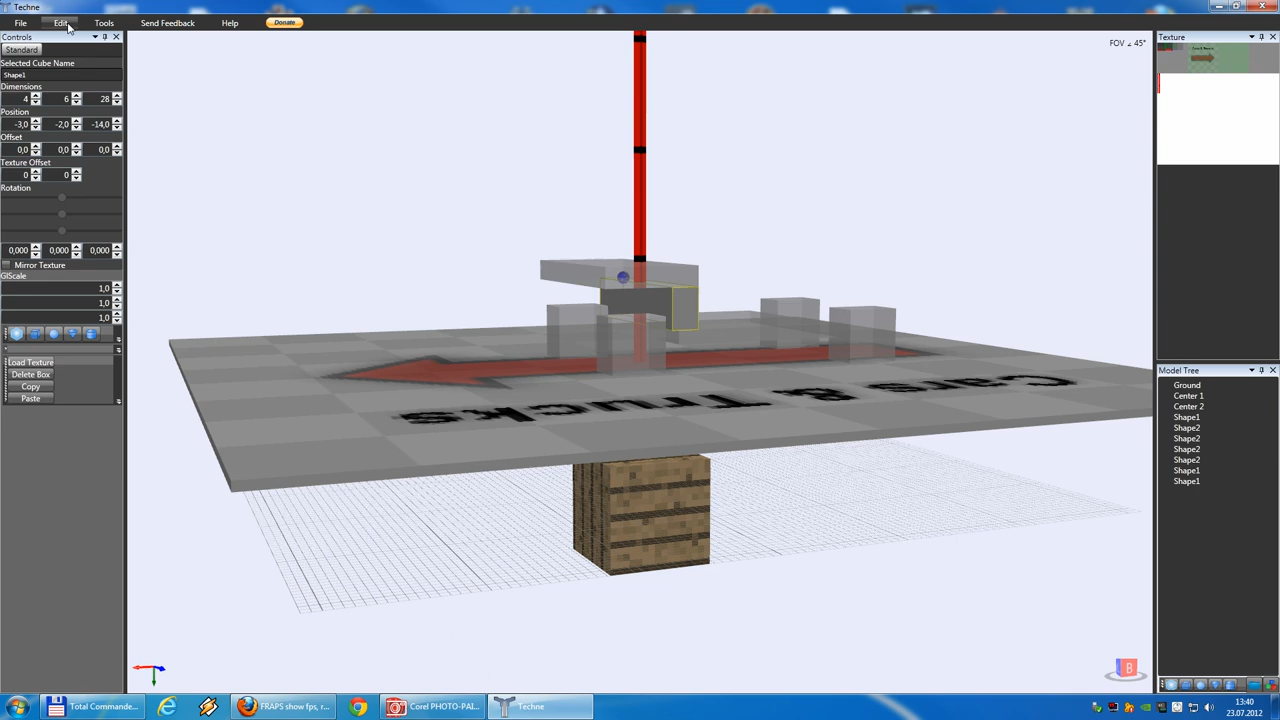 Techne
File Edit Tools Send Feedback Help Donate
Controls
Standard
Selected Cube Name
Shape1
Dimensions
4 6 28
Position
-3,0 -2,0 -14,0
Offset
0,0 0,0 0,0
Texture Offset
0 0
Rotation
0,000 0,000 0,000
Mirror Texture
GlScale
1,0
1,0
1,0
Load Texture
Delete Box
Copy
Paste
FOV ∠ 45°
Cars & Trucks
B
Texture
Model Tree
Ground
Center 1
Center 2
Shape1
Shape2
Shape2
Shape2
Shape2
Shape1
Shape1
Total Commande...
FRAPS show fps, r...
Corel PHOTO-PAI...
Techne
13:40
23.07.2012